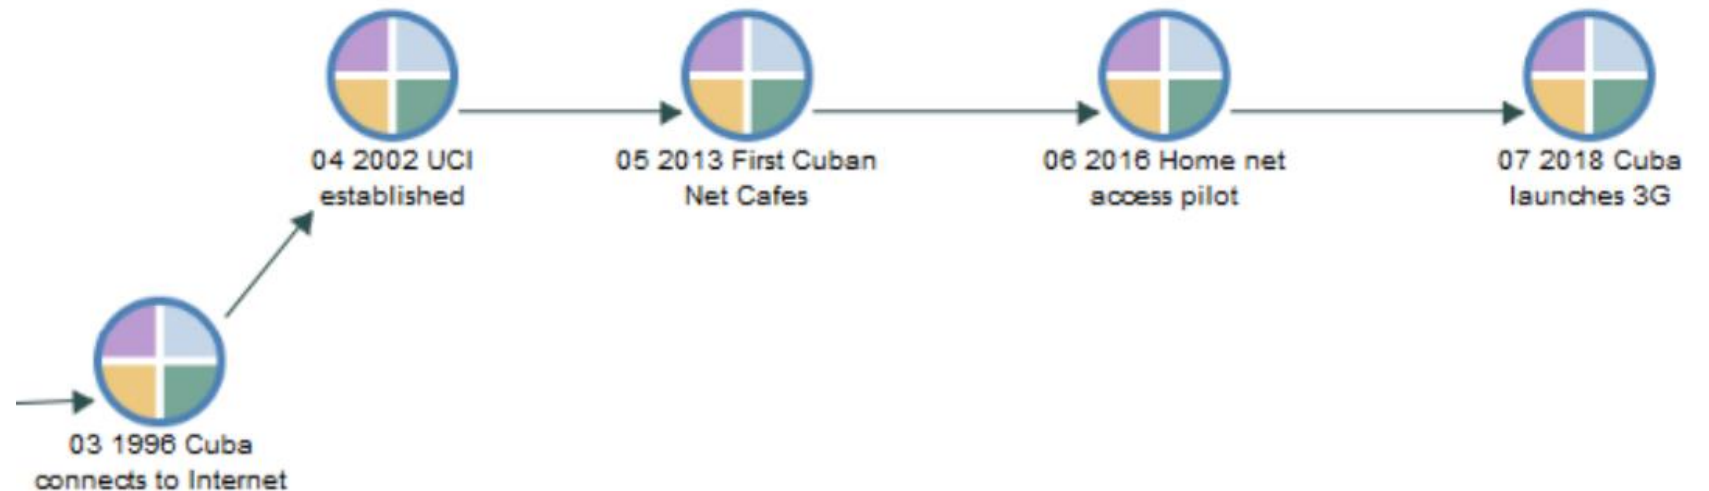 04 2002 UCI
established
05 2013 First Cuban
Net Cafes
06 2016 Home net
access pilot
07 2018 Cuba
launches 3G
03 1996 Cuba
connects to Internet